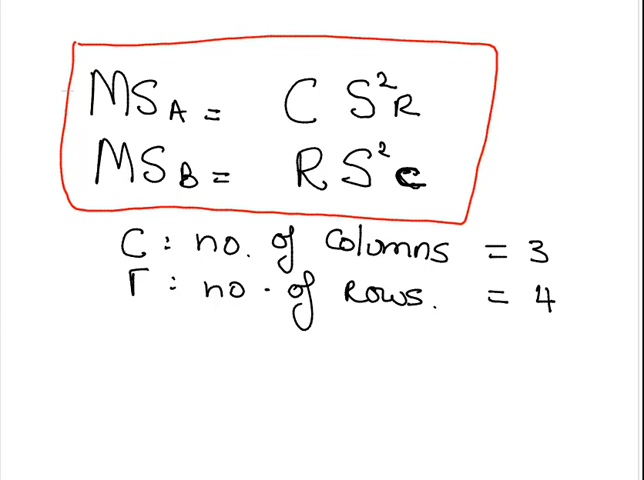 MSA = C S²R
MSB = R S²C
C : no. of columns = 3
r : no. of rows. = 4